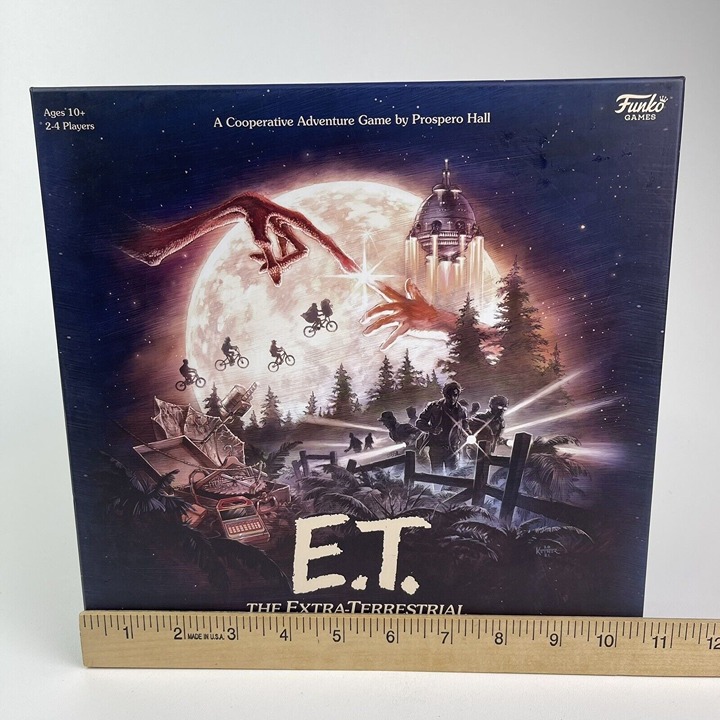 Ages 10+
2-4 Players
A Cooperative Adventure Game by Prospero Hall
Funko
GAMES
E.T.
THE EXTRA-TERRESTRIAL
1 2 MADE IN U.S.A. 3 4 5 6 7 8 9 10 11 12